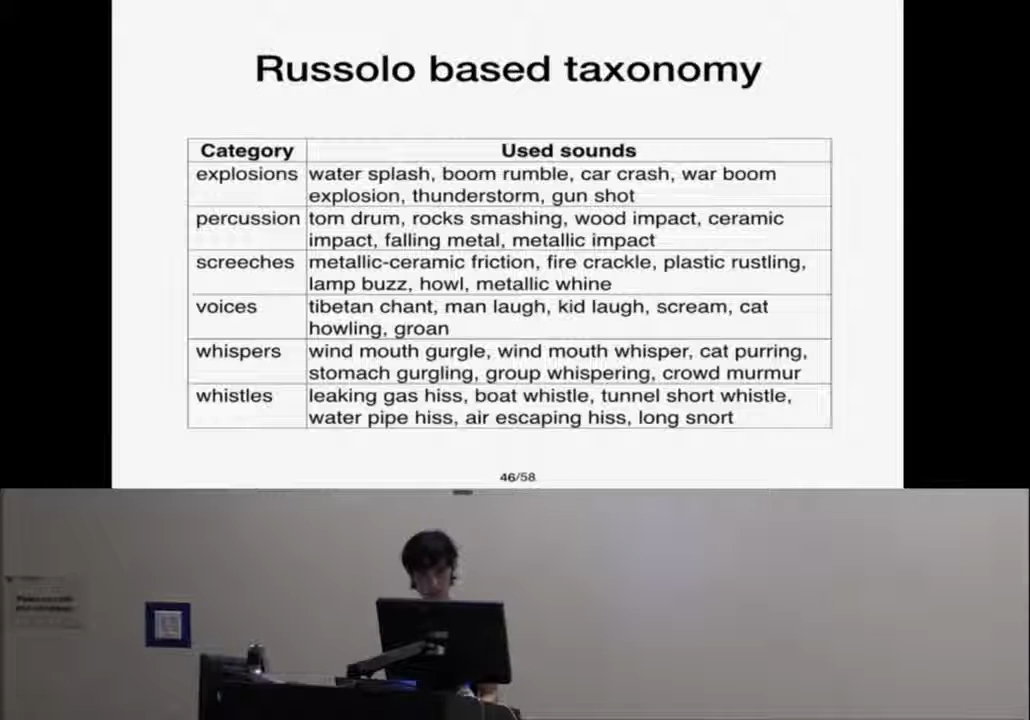 Russolo based taxonomy
Category Used sounds
explosions water splash, boom rumble, car crash, war boom
explosion, thunderstorm, gun shot
percussion tom drum, rocks smashing, wood impact, ceramic
impact, falling metal, metallic impact
screeches metallic-ceramic friction, fire crackle, plastic rustling,
lamp buzz, howl, metallic whine
voices tibetan chant, man laugh, kid laugh, scream, cat
howling, groan
whispers wind mouth gurgle, wind mouth whisper, cat purring,
stomach gurgling, group whispering, crowd murmur
whistles leaking gas hiss, boat whistle, tunnel short whistle,
water pipe hiss, air escaping hiss, long snort
46/58